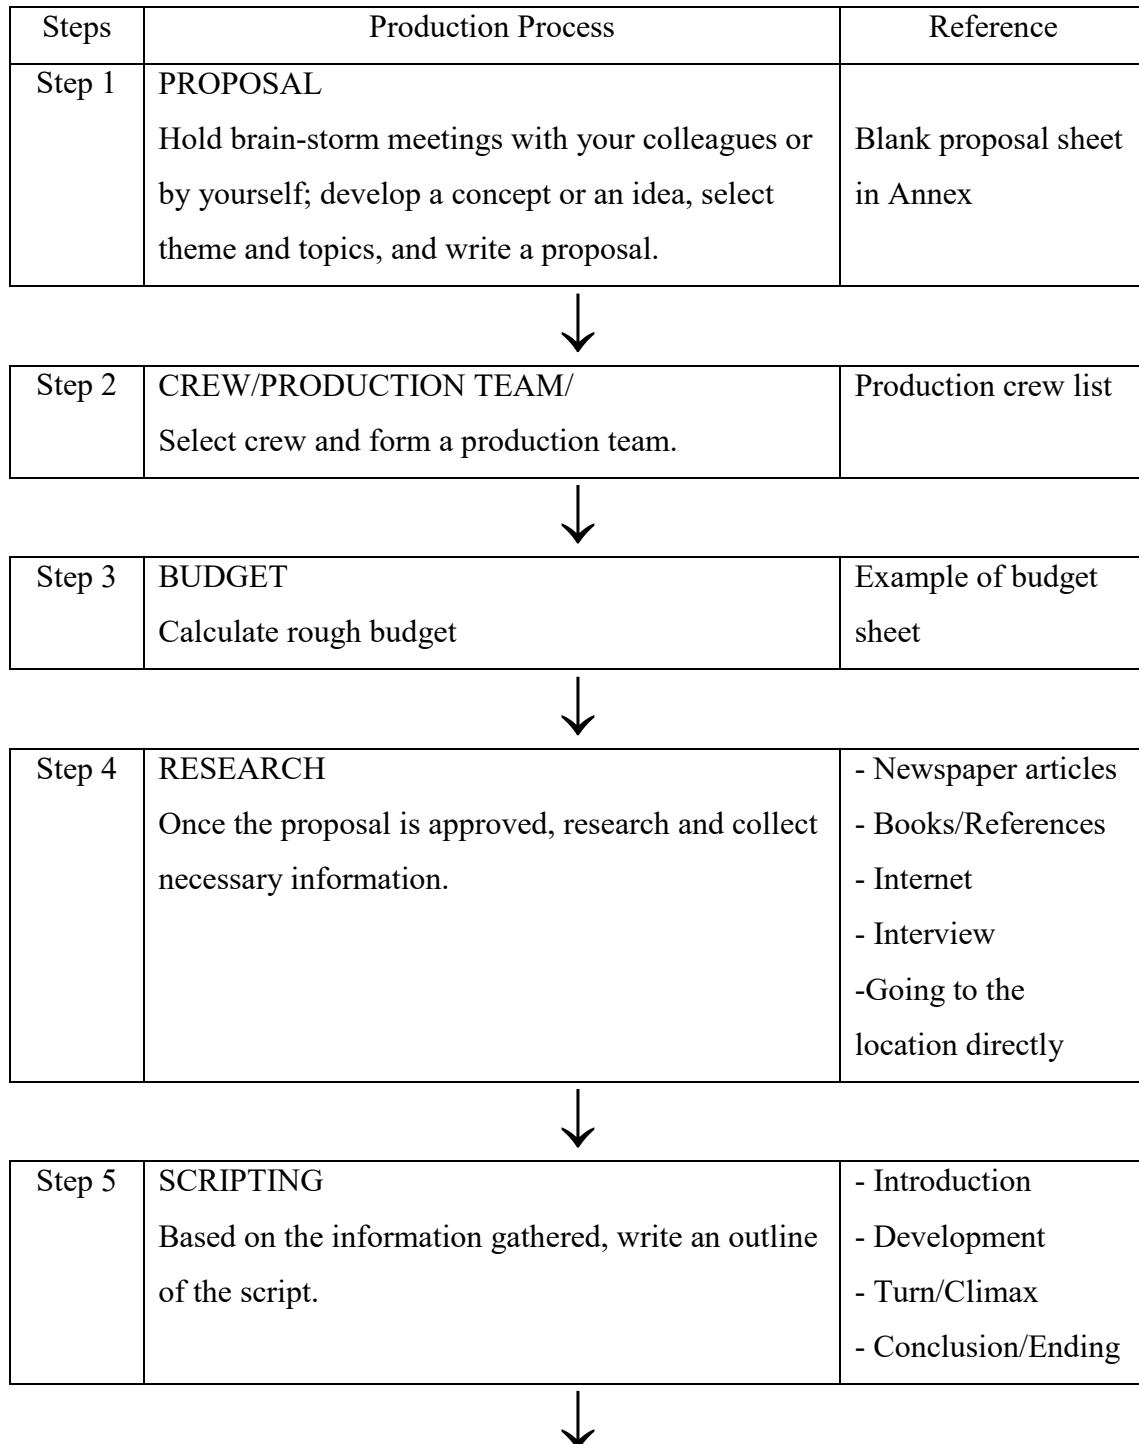 Steps Production Process Reference
Step 1 PROPOSAL
Hold brain-storm meetings with your colleagues or
by yourself; develop a concept or an idea, select
theme and topics, and write a proposal.
Blank proposal sheet
in Annex
Step 2 CREW/PRODUCTION TEAM/
Select crew and form a production team.
Production crew list
Step 3 BUDGET
Calculate rough budget
Example of budget
sheet
Step 4 RESEARCH
Once the proposal is approved, research and collect
necessary information.
- Newspaper articles
- Books/References
- Internet
- Interview
-Going to the
location directly
Step 5 SCRIPTING
Based on the information gathered, write an outline
of the script.
- Introduction
- Development
- Turn/Climax
- Conclusion/Ending